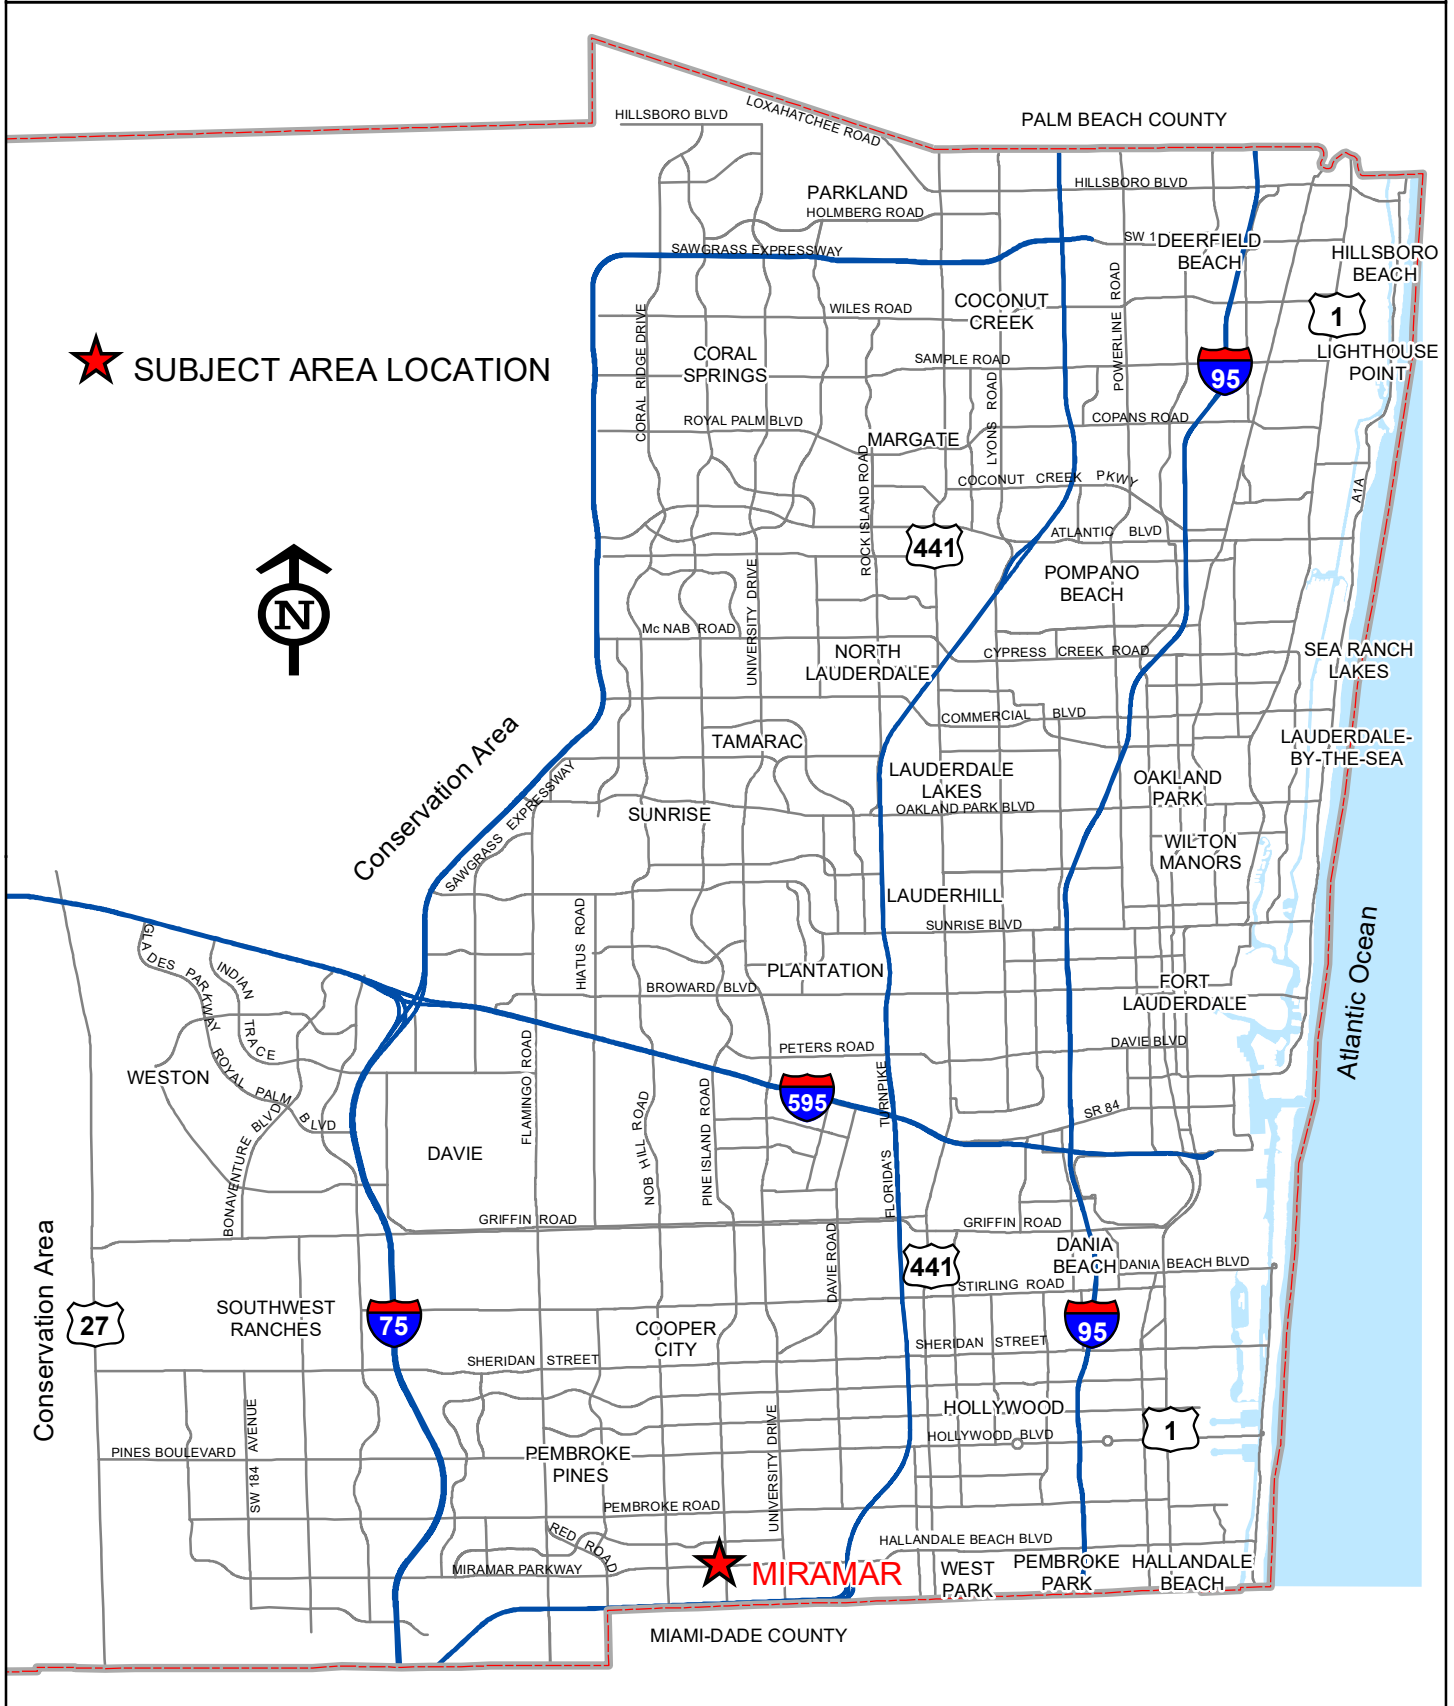 HILLSBORO BLVD
LOXAHATCHEE ROAD
PALM BEACH COUNTY
PARKLAND
HOLMBERG ROAD
HILLSBORO BLVD
SAWGRASS EXPRESSWAY
SW 1
DEERFIELD
BEACH
HILLSBORO
BEACH
1
COCONUT
CREEK
WILES ROAD
POWERLINE ROAD
CORAL RIDGE DRIVE
SUBJECT AREA LOCATION
CORAL
SPRINGS
SAMPLE ROAD
LIGHTHOUSE
POINT
95
LYONS ROAD
ROYAL PALM BLVD
COPANS ROAD
MARGATE
ROCK ISLAND ROAD
COCONUT CREEK PKWY
A1A
441
ATLANTIC BLVD
N
UNIVERSITY DRIVE
POMPANO
BEACH
Mc NAB ROAD
NORTH
LAUDERDALE
CYPRESS CREEK ROAD
SEA RANCH
LAKES
COMMERCIAL BLVD
Conservation Area
TAMARAC
LAUDERDALE-
BY-THE-SEA
SAWGRASS EXPRESSWAY
LAUDERDALE
LAKES
OAKLAND
PARK
OAKLAND PARK BLVD
SUNRISE
WILTON
MANORS
LAUDERHILL
SUNRISE BLVD
HIATUS ROAD
GLADES PARKWAY
INDIAN TRACE
PLANTATION
BROWARD BLVD
FORT
LAUDERDALE
Atlantic Ocean
PETERS ROAD
DAVIE BLVD
WESTON
ROYAL PALM BLVD
FLAMINGO ROAD
595
FLORIDA'S TURNPIKE
SR 84
BONAVENTURE BLVD
DAVIE
NOB HILL ROAD
PINE ISLAND ROAD
GRIFFIN ROAD
GRIFFIN ROAD
Conservation Area
DAVIE ROAD
441
DANIA
BEACH
DANIA BEACH BLVD
STIRLING ROAD
27
SOUTHWEST
RANCHES
75
COOPER
CITY
95
SHERIDAN STREET
SHERIDAN STREET
SW 184 AVENUE
UNIVERSITY DRIVE
HOLLYWOOD
HOLLYWOOD BLVD
1
PINES BOULEVARD
PEMBROKE
PINES
PEMBROKE ROAD
RED ROAD
HALLANDALE BEACH BLVD
MIRAMAR PARKWAY
MIRAMAR
WEST
PARK
PEMBROKE
PARK
HALLANDALE
BEACH
MIAMI-DADE COUNTY